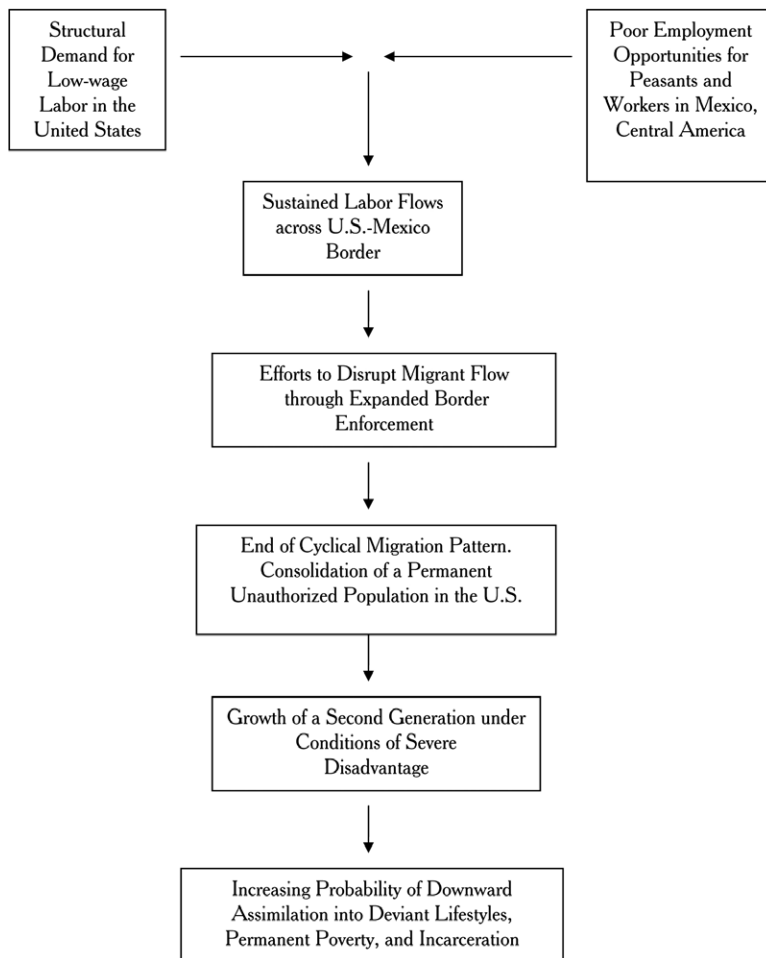 Structural
Demand for
Low-wage
Labor in the
United States
Poor Employment
Opportunities for
Peasants and
Workers in Mexico,
Central America
Sustained Labor Flows
across U.S.-Mexico
Border
Efforts to Disrupt Migrant Flow
through Expanded Border
Enforcement
End of Cyclical Migration Pattern.
Consolidation of a Permanent
Unauthorized Population in the U.S.
Growth of a Second Generation under
Conditions of Severe
Disadvantage
Increasing Probability of Downward
Assimilation into Deviant Lifestyles,
Permanent Poverty, and Incarceration